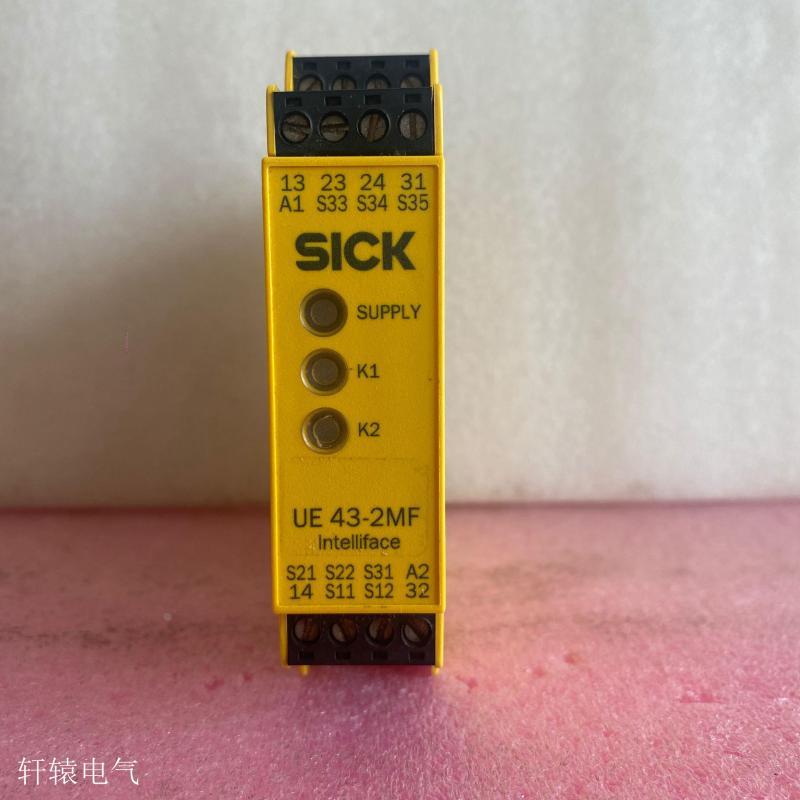 13 23 24 31
A1 S33 S34 S35
SICK
SUPPLY
K1
K2
UE 43-2MF
Intelliface
S21 S22 S31 A2
14 S11 S12 32
轩辕电气